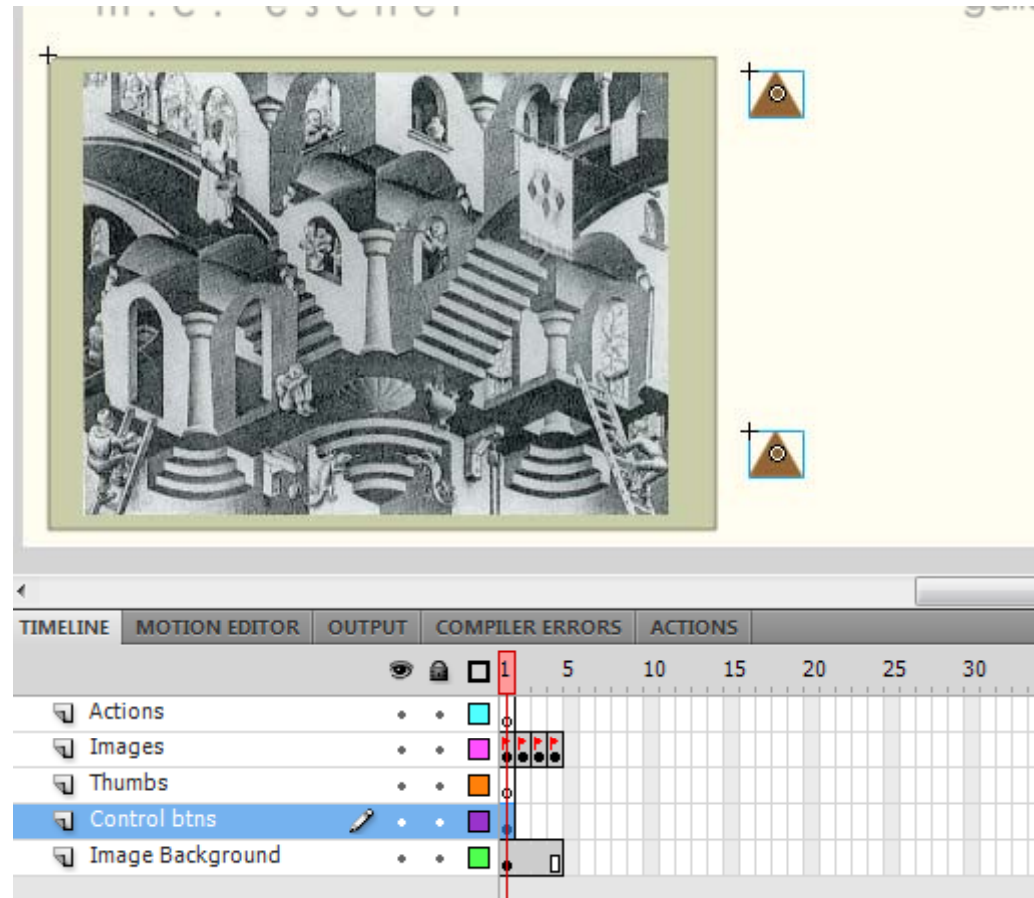 m.c. escher
TIMELINE MOTION EDITOR OUTPUT COMPILER ERRORS ACTIONS
1 5 10 15 20 25 30
Actions
Images
Thumbs
Control btns
Image Background